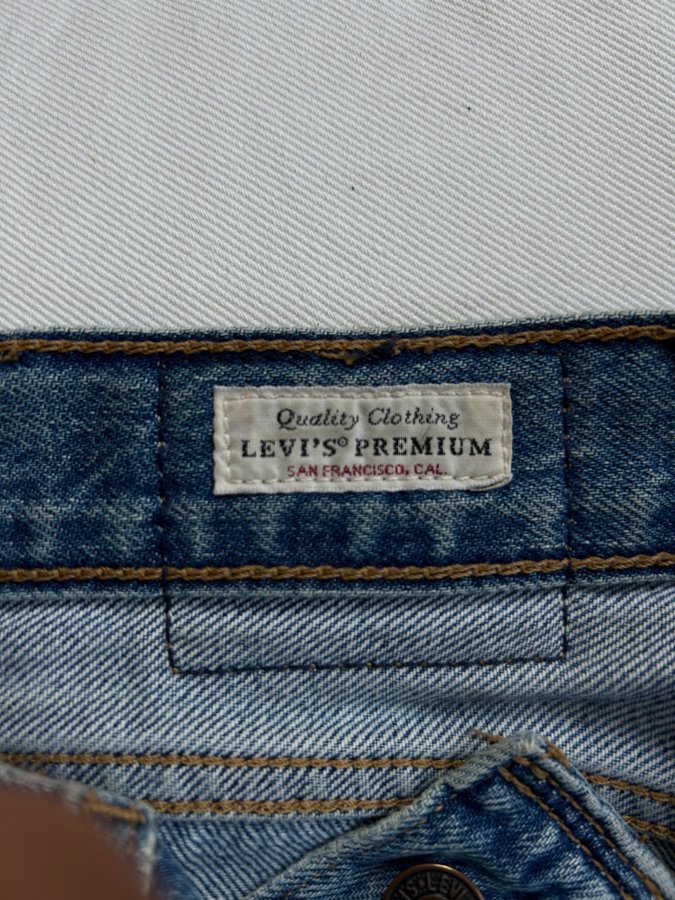 Quality Clothing
LEVI'S® PREMIUM
SAN FRANCISCO, CAL.